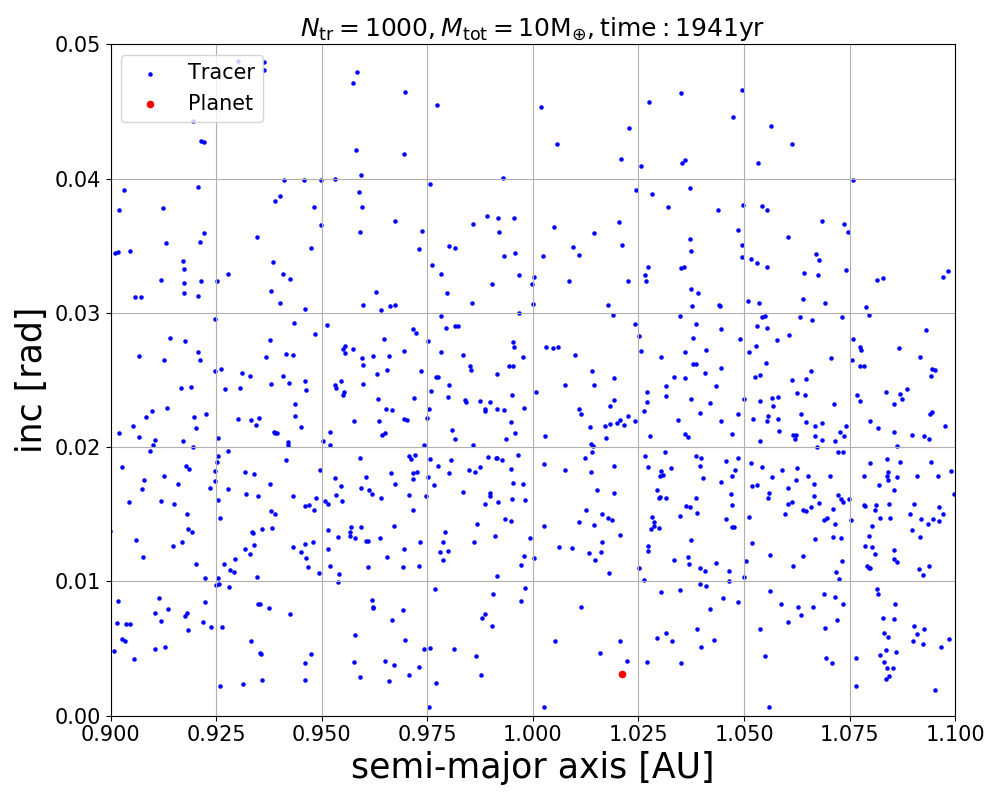 N_tr = 1000, M_tot = 10M_⊕, time : 1941yr
Tracer
Planet
inc [rad]
0.05
0.04
0.03
0.02
0.01
0.00
0.900 0.925 0.950 0.975 1.000 1.025 1.050 1.075 1.100
semi-major axis [AU]